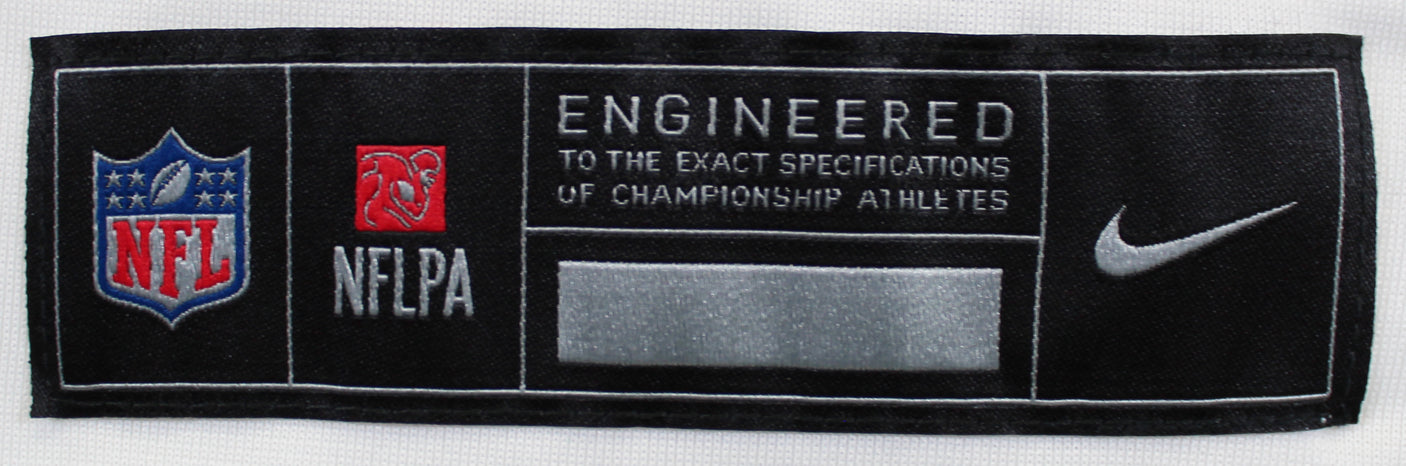 NFL
NFLPA
ENGINEERED
TO THE EXACT SPECIFICATIONS
OF CHAMPIONSHIP ATHLETES